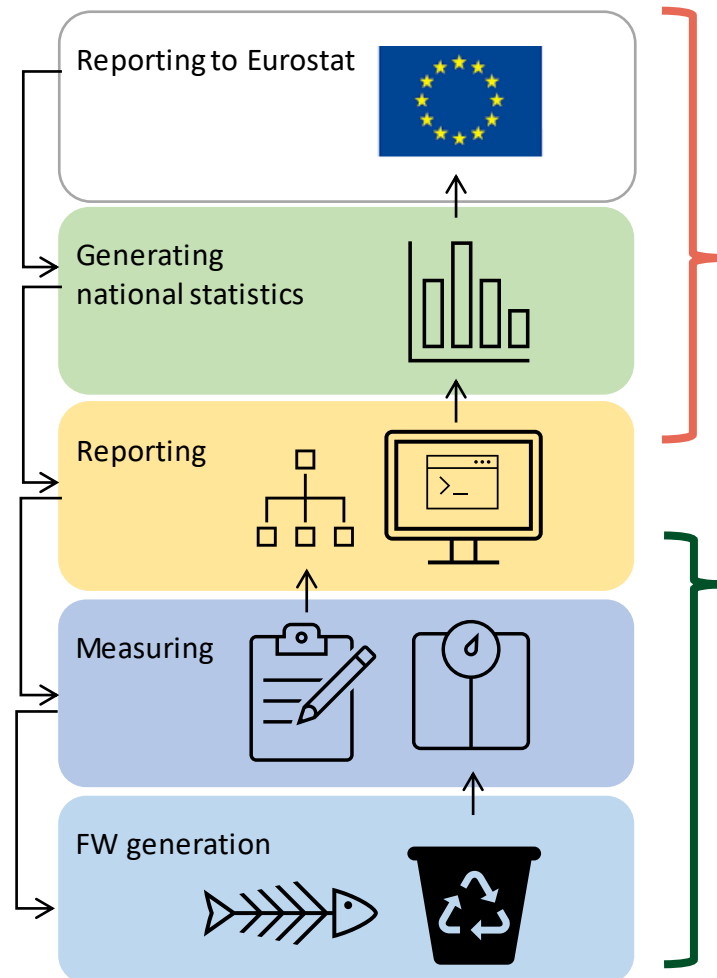 Reporting to Eurostat
Generating
national statistics
Reporting
>_
Measuring
FW generation